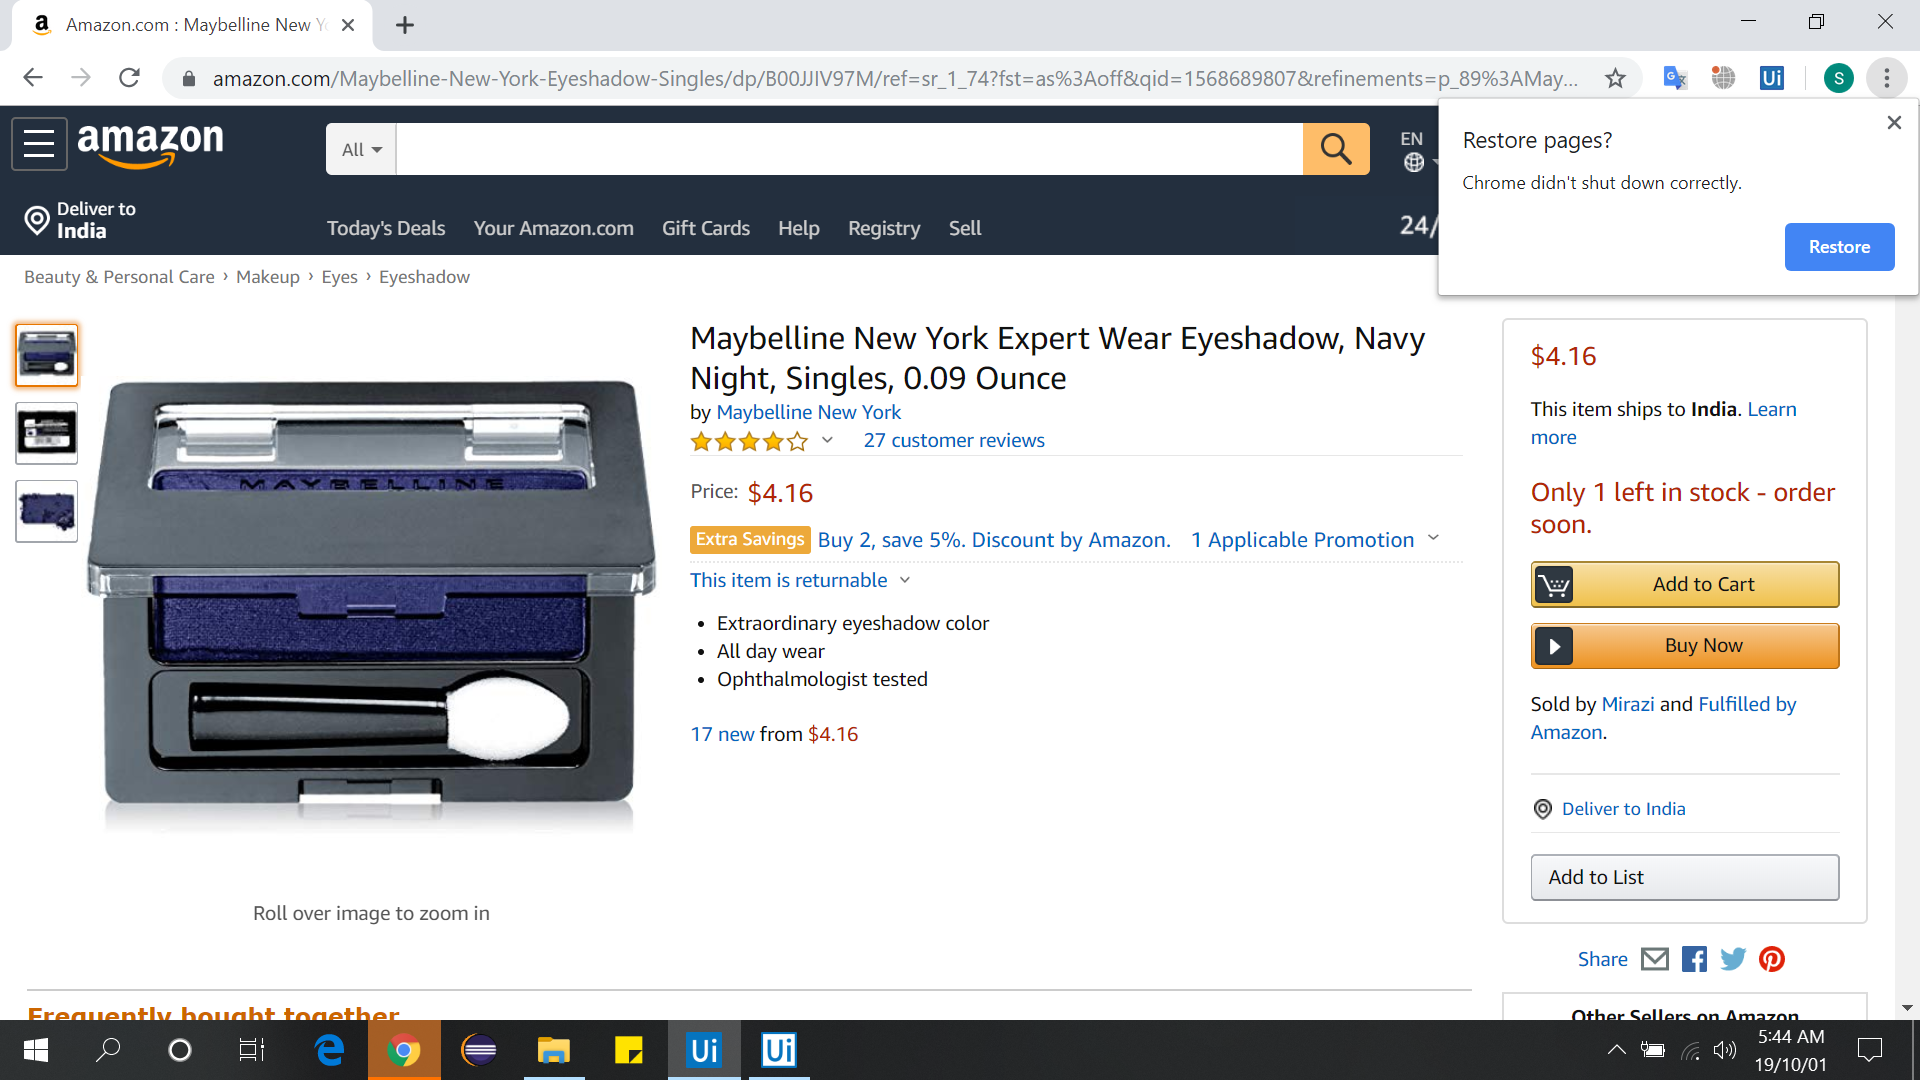 Amazon.com : Maybelline New Y
amazon.com/Maybelline-New-York-Eyeshadow-Singles/dp/B00JJIV97M/ref=sr_1_74?fst=as%3Aoff&qid=1568689807&refinements=p_89%3AMay...
S
Restore pages?
Chrome didn't shut down correctly.
Restore
amazon
All
EN
Deliver to
India
Today's Deals
Your Amazon.com
Gift Cards
Help
Registry
Sell
24/
Beauty & Personal Care › Makeup › Eyes › Eyeshadow
MAYBELLINE
Roll over image to zoom in
Maybelline New York Expert Wear Eyeshadow, Navy
Night, Singles, 0.09 Ounce
by Maybelline New York
27 customer reviews
Price: $4.16
Extra Savings Buy 2, save 5%. Discount by Amazon. 1 Applicable Promotion
This item is returnable
• Extraordinary eyeshadow color
• All day wear
• Ophthalmologist tested
17 new from $4.16
$4.16
This item ships to India. Learn
more
Only 1 left in stock - order
soon.
Add to Cart
Buy Now
Sold by Mirazi and Fulfilled by
Amazon.
Deliver to India
Add to List
Share
Frequently bought together
Other Sellers on Amazon
Ui
Ui
5:44 AM
19/10/01